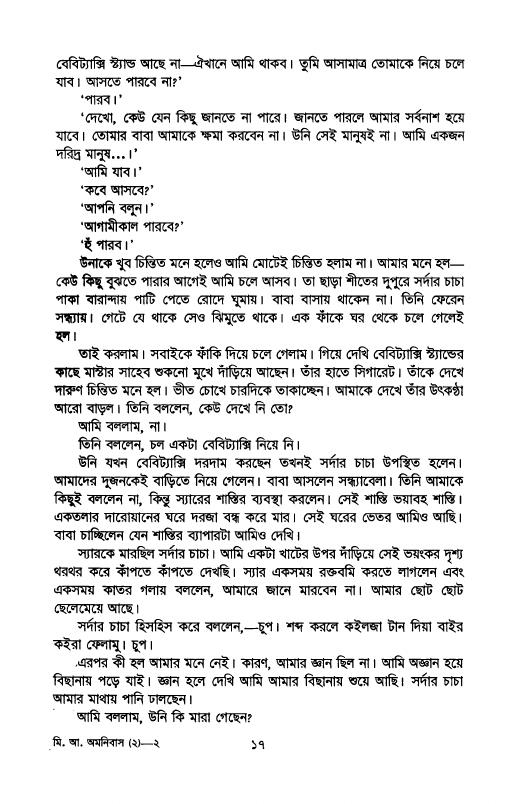 বেবিট্যাক্সি স্ট্যান্ড আছে না—ঐখানে আমি থাকব। তুমি আসামাত্র তোমাকে নিয়ে চলে
যাব। আসতে পারবে না?’
‘পারব।’
‘দেখো, কেউ যেন কিছু জানতে না পারে। জানতে পারলে আমার সর্বনাশ হয়ে
যাবে। তোমার বাবা আমাকে ক্ষমা করবেন না। উনি সেই মানুষই না। আমি একজন
দরিদ্র মানুষ...।’
‘আমি যাব।’
‘কবে আসবে?’
‘আপনি বলুন।’
‘আগামীকাল পারবে?’
‘হুঁ পারব।’
উনাকে খুব চিন্তিত মনে হলেও আমি মোটেই চিন্তিত হলাম না। আমার মনে হল—
কেউ কিছু বুঝতে পারার আগেই আমি চলে আসব। তা ছাড়া শীতের দুপুরে সর্দার চাচা
পাকা বারান্দায় পাটি পেতে রোদে ঘুমায়। বাবা বাসায় থাকেন না। তিনি ফেরেন
সন্ধ্যায়। গেটে যে থাকে সেও ঝিমুতে থাকে। এক ফাঁকে ঘর থেকে চলে গেলেই
হল।
তাই করলাম। সবাইকে ফাঁকি দিয়ে চলে গেলাম। গিয়ে দেখি বেবিট্যাক্সি স্ট্যান্ডের
কাছে মাস্টার সাহেব শুকনো মুখে দাঁড়িয়ে আছেন। তাঁর হাতে সিগারেট। তাঁকে দেখে
দারুণ চিন্তিত মনে হল। ভীত চোখে চারদিকে তাকাচ্ছেন। আমাকে দেখে তাঁর উৎকণ্ঠা
আরো বাড়ল। তিনি বললেন, কেউ দেখে নি তো?
আমি বললাম, না।
তিনি বললেন, চল একটা বেবিট্যাক্সি নিয়ে নি।
উনি যখন বেবিট্যাক্সি দরদাম করছেন তখনই সর্দার চাচা উপস্থিত হলেন।
আমাদের দুজনকেই বাড়িতে নিয়ে গেলেন। বাবা আসলেন সন্ধ্যাবেলা। তিনি আমাকে
কিছুই বললেন না, কিন্তু স্যারের শাস্তির ব্যবস্থা করলেন। সেই শাস্তি ভয়াবহ শাস্তি।
একতলার দারোয়ানের ঘরে দরজা বন্ধ করে মার। সেই ঘরের ভেতর আমিও আছি।
বাবা চাচ্ছিলেন যেন শাস্তির ব্যাপারটা আমিও দেখি।
স্যারকে মারছিল সর্দার চাচা। আমি একটা খাটের উপর দাঁড়িয়ে সেই ভয়ংকর দৃশ্য
থরথর করে কাঁপতে কাঁপতে দেখছি। স্যার একসময় রক্তবমি করতে লাগলেন এবং
একসময় কাতর গলায় বললেন, আমারে জানে মারবেন না। আমার ছোট ছোট
ছেলেমেয়ে আছে।
সর্দার চাচা হিসহিস করে বললেন,—চুপ। শব্দ করলে কইলজা টান দিয়া বাইর
কইরা ফেলামু। চুপ।
এরপর কী হল আমার মনে নেই। কারণ, আমার জ্ঞান ছিল না। আমি অজ্ঞান হয়ে
বিছানায় পড়ে যাই। জ্ঞান হলে দেখি আমি আমার বিছানায় শুয়ে আছি। সর্দার চাচা
আমার মাথায় পানি ঢালছেন।
আমি বললাম, উনি কি মারা গেছেন?
মি. আ. অমনিবাস (২)—২
১৭